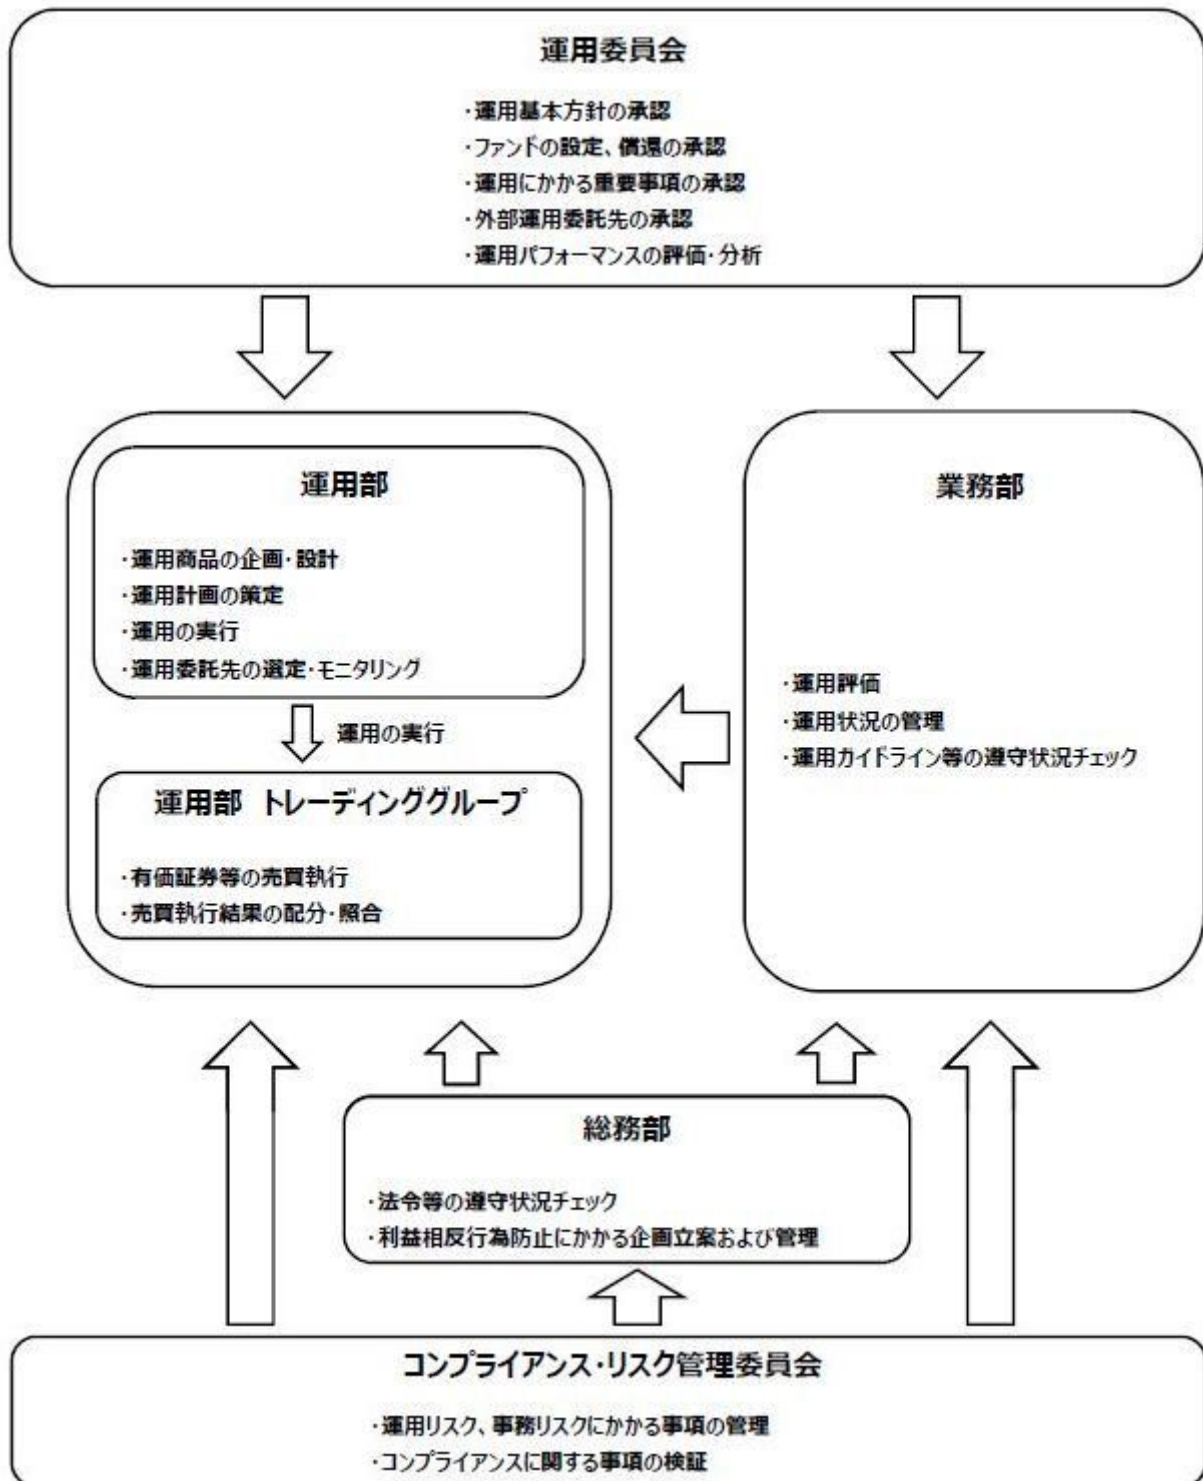 運用委員会
・運用基本方針の承認
・ファンドの設定、償還の承認
・運用にかかる重要事項の承認
・外部運用委託先の承認
・運用パフォーマンスの評価・分析
運用部
・運用商品の企画・設計
・運用計画の策定
・運用の実行
・運用委託先の選定・モニタリング
運用の実行
運用部 トレーディンググループ
・有価証券等の売買執行
・売買執行結果の配分・照合
業務部
・運用評価
・運用状況の管理
・運用ガイドライン等の遵守状況チェック
総務部
・法令等の遵守状況チェック
・利益相反行為防止にかかる企画立案および管理
コンプライアンス・リスク管理委員会
・運用リスク、事務リスクにかかる事項の管理
・コンプライアンスに関する事項の検証